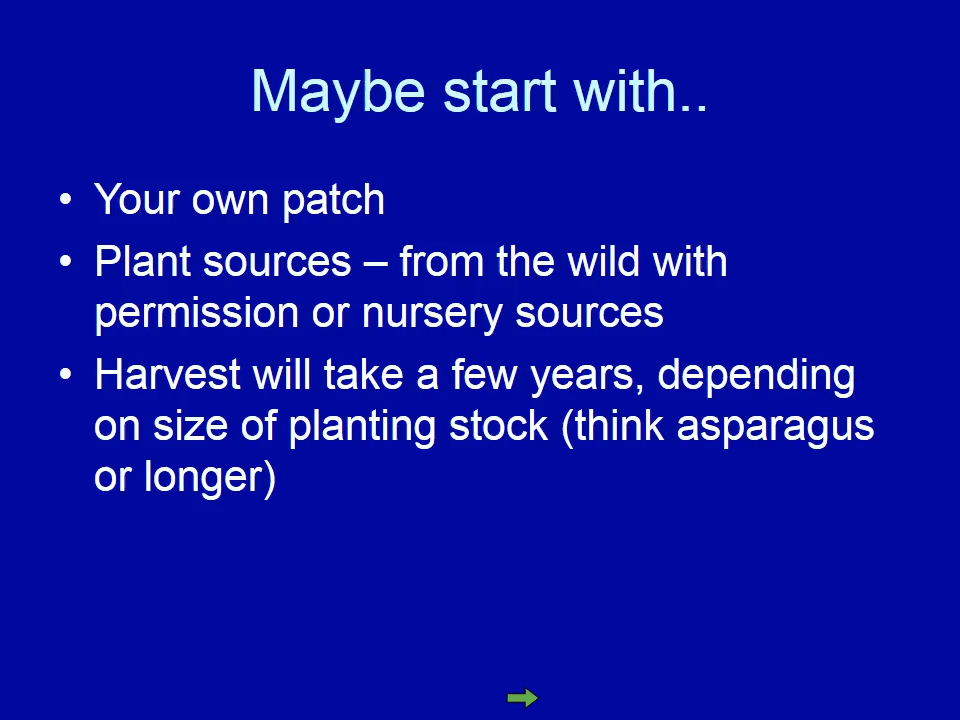 Maybe start with..
• Your own patch
• Plant sources – from the wild with
permission or nursery sources
• Harvest will take a few years, depending
on size of planting stock (think asparagus
or longer)